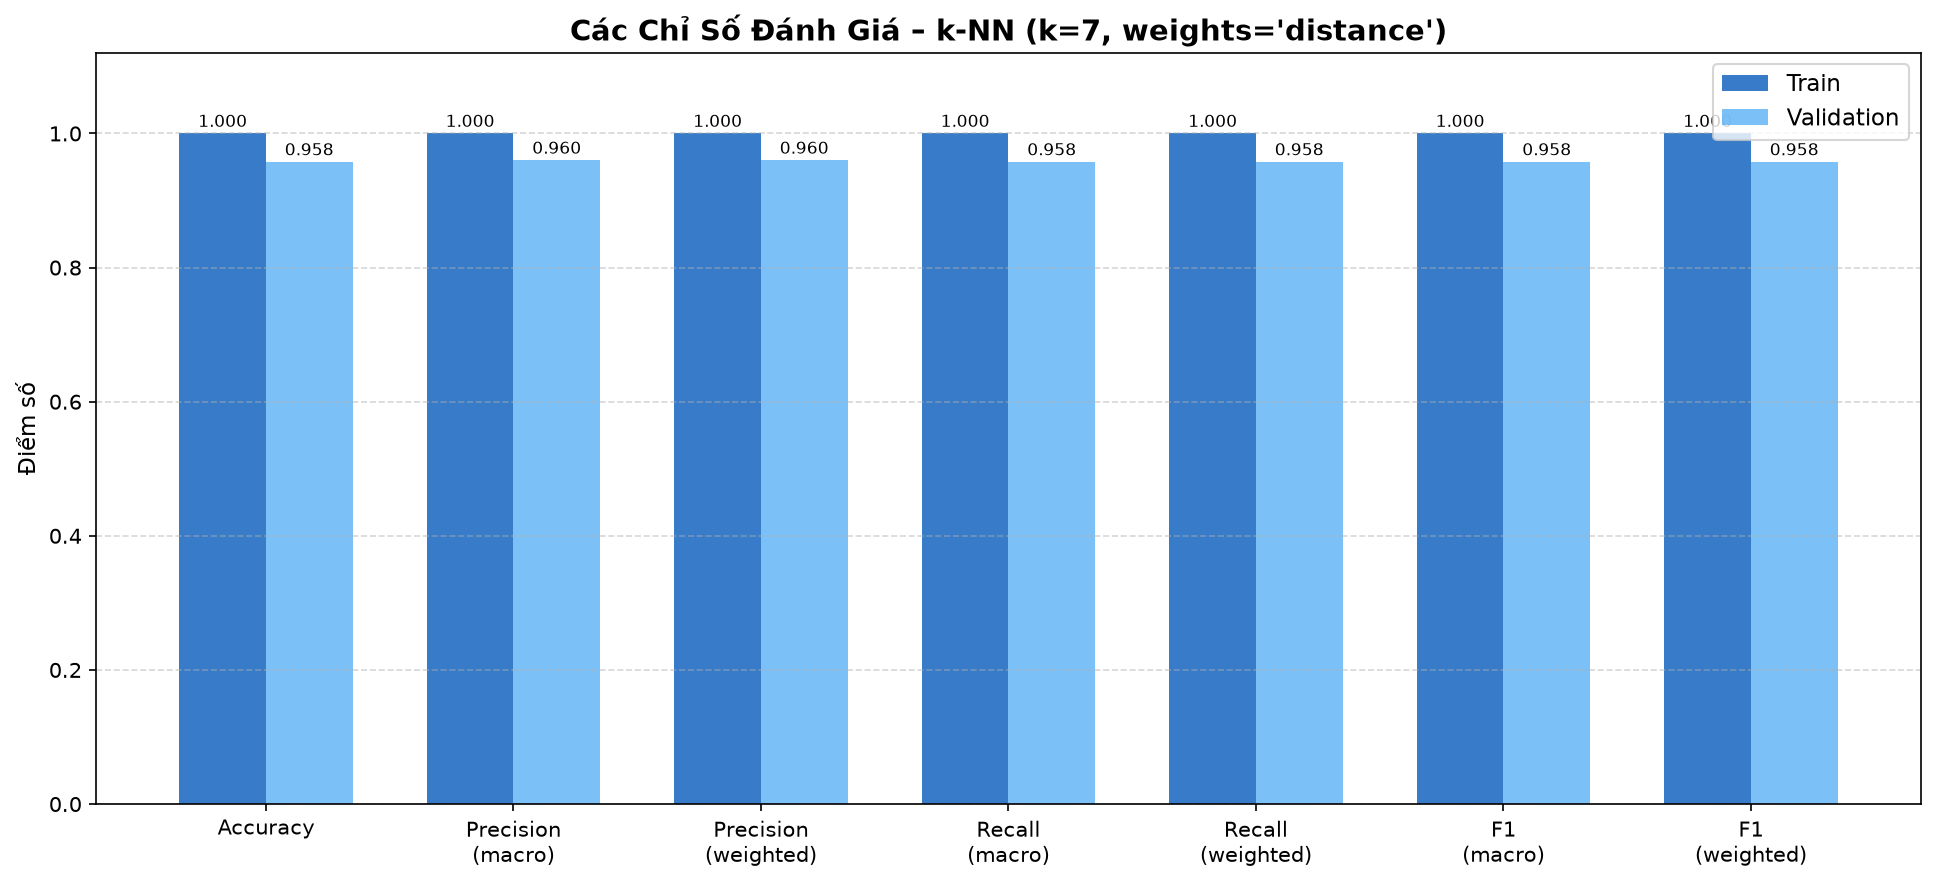 Các Chỉ Số Đánh Giá – k-NN (k=7, weights='distance')
Train
Validation
1.000 1.000 1.000 1.000 1.000 1.000
0.958 0.960 0.960 0.958 0.958 0.958 0.958
Điểm số
1.0
0.8
0.6
0.4
0.2
0.0
Accuracy
Precision
(macro)
Precision
(weighted)
Recall
(macro)
Recall
(weighted)
F1
(macro)
F1
(weighted)